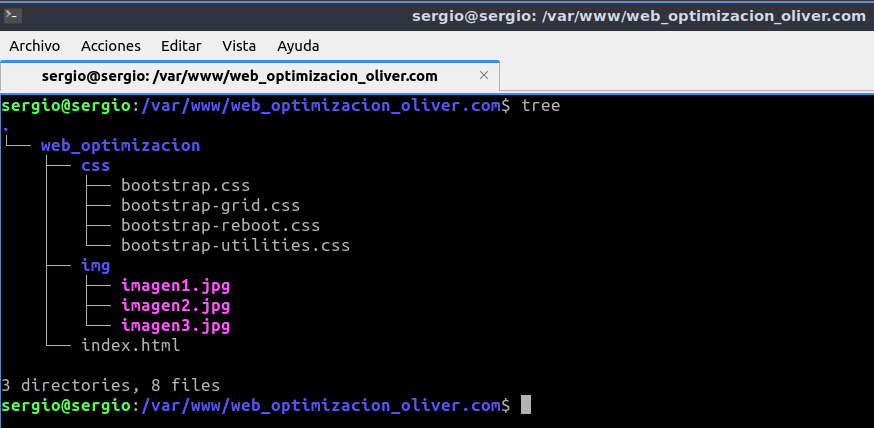 sergio@sergio: /var/www/web_optimizacion_oliver.com
Archivo Acciones Editar Vista Ayuda
sergio@sergio: /var/www/web_optimizacion_oliver.com ×
sergio@sergio:/var/www/web_optimizacion_oliver.com$ tree
.
└── web_optimizacion
    ├── css
    │   ├── bootstrap.css
    │   ├── bootstrap-grid.css
    │   ├── bootstrap-reboot.css
    │   └── bootstrap-utilities.css
    ├── img
    │   ├── imagen1.jpg
    │   ├── imagen2.jpg
    │   └── imagen3.jpg
    └── index.html
3 directories, 8 files
sergio@sergio:/var/www/web_optimizacion_oliver.com$